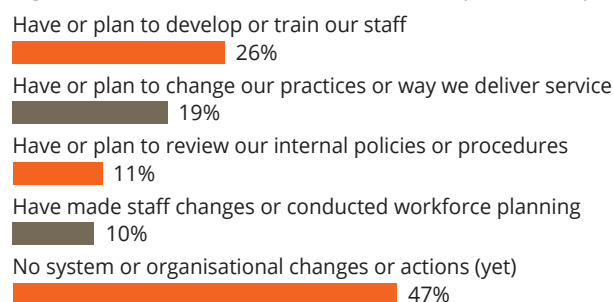 Have or plan to develop or train our staff
26%
Have or plan to change our practices or way we deliver service
19%
Have or plan to review our internal policies or procedures
11%
Have made staff changes or conducted workforce planning
10%
No system or organisational changes or actions (yet)
47%